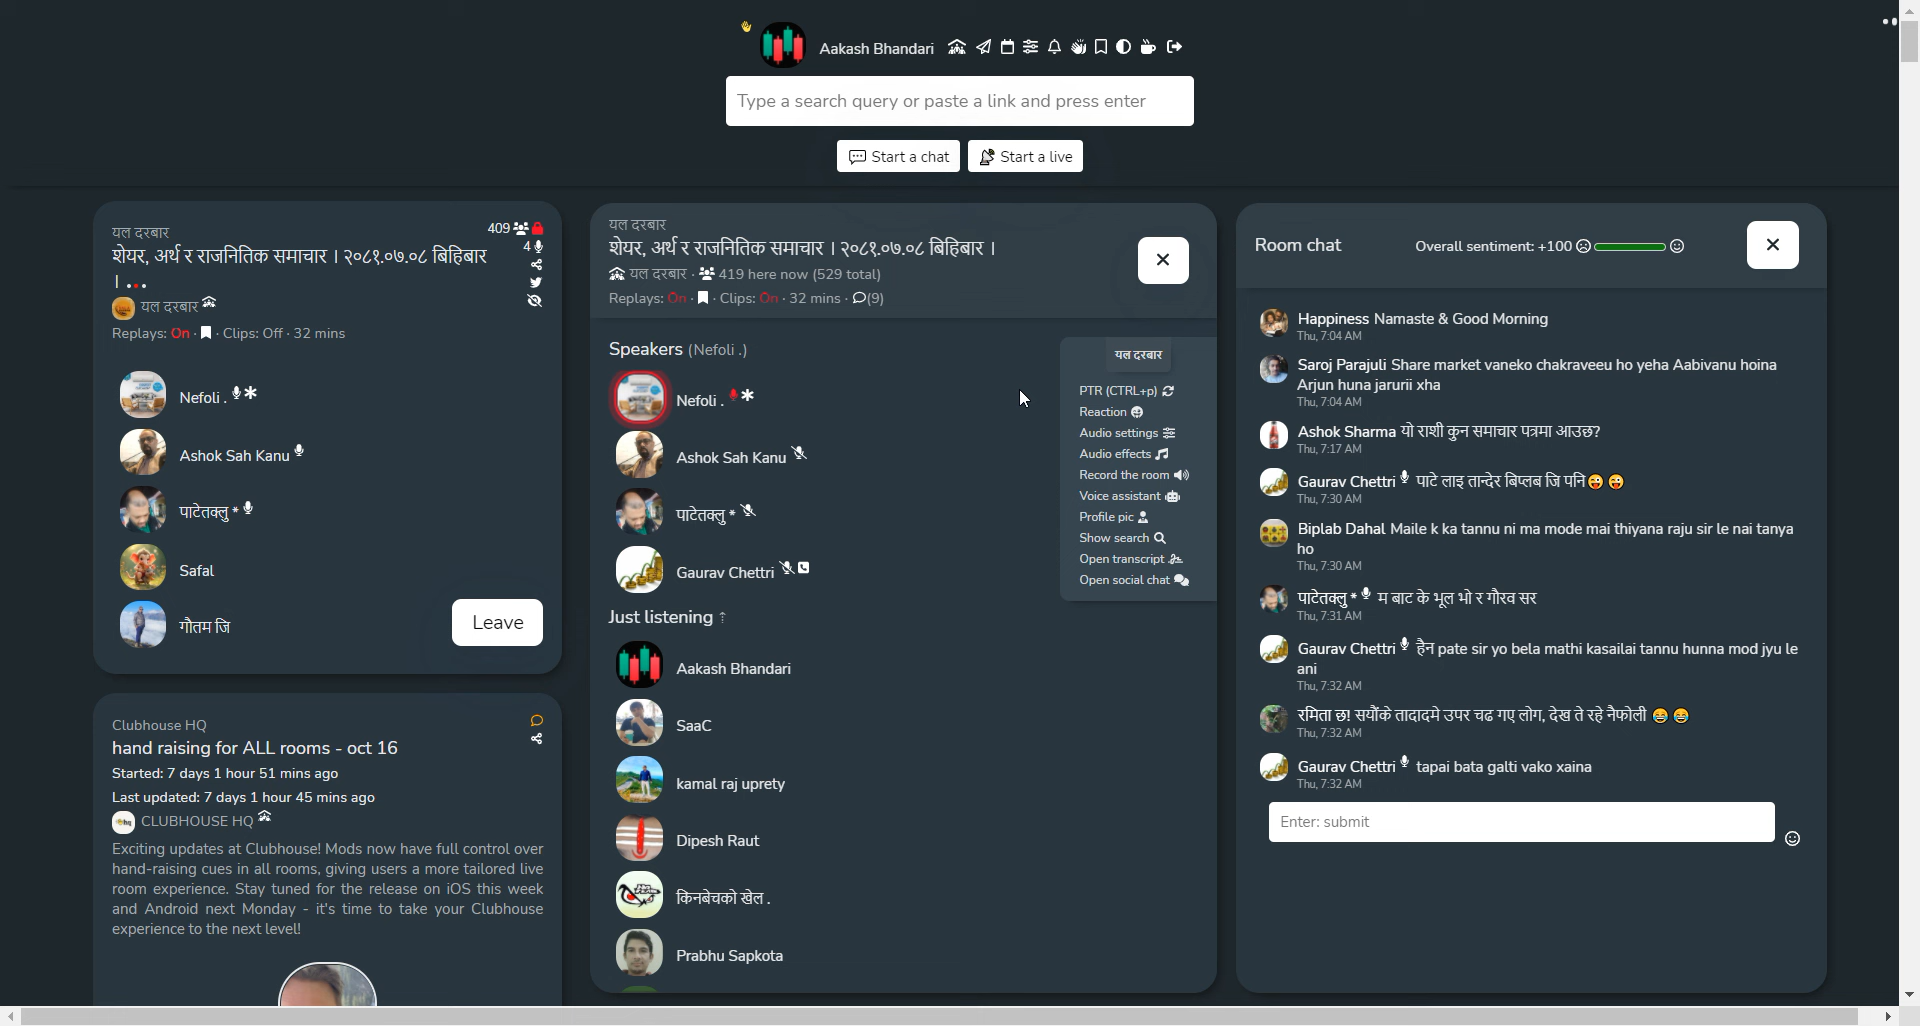 Aakash Bhandari
Type a search query or paste a link and press enter
Start a chat
Start a live
यल दरबार
409
शेयर, अर्थ र राजनितिक समाचार । २०८१.०७.०८ बिहिबार
4
। ...
यल दरबार
Replays: On · · Clips: Off · 32 mins
Nefoli .
Ashok Sah Kanu
पाटेतक्लु *
Safal
गौतम जि
Leave
Clubhouse HQ
hand raising for ALL rooms - oct 16
Started: 7 days 1 hour 51 mins ago
Last updated: 7 days 1 hour 45 mins ago
CLUBHOUSE HQ
Exciting updates at Clubhouse! Mods now have full control over
hand-raising cues in all rooms, giving users a more tailored live
room experience. Stay tuned for the release on iOS this week
and Android next Monday - it's time to take your Clubhouse
experience to the next level!
यल दरबार
शेयर, अर्थ र राजनितिक समाचार । २०८१.०७.०८ बिहिबार ।
यल दरबार · 419 here now (529 total)
Replays: On · · Clips: On · 32 mins · (9)
Speakers (Nefoli .)
Nefoli .
Ashok Sah Kanu
पाटेतक्लु *
Gaurav Chettri
Just listening ↑
Aakash Bhandari
SaaC
kamal raj uprety
Dipesh Raut
किनबेचको खेल .
Prabhu Sapkota
यल दरबार
PTR (CTRL+p)
Reaction
Audio settings
Audio effects
Record the room
Voice assistant
Profile pic
Show search
Open transcript
Open social chat
Room chat
Overall sentiment: +100
Happiness Namaste & Good Morning
Thu, 7:04 AM
Saroj Parajuli Share market vaneko chakraveeu ho yeha Aabivanu hoina
Arjun huna jarurii xha
Thu, 7:04 AM
Ashok Sharma यो राशी कुन समाचार पत्रमा आउछ?
Thu, 7:17 AM
Gaurav Chettri पाटे लाइ तान्देर बिप्लब जि पनि😜 😜
Thu, 7:30 AM
Biplab Dahal Maile k ka tannu ni ma mode mai thiyana raju sir le nai tanya
ho
Thu, 7:30 AM
पाटेतक्लु * म बाट के भूल भो र गौरव सर
Thu, 7:31 AM
Gaurav Chettri हैन pate sir yo bela mathi kasailai tannu hunna mod jyu le
ani
Thu, 7:32 AM
रमिता छ! सयौंके तादादमे उपर चढ गए लोग, देख ते रहे नैफोली 😂 😂
Thu, 7:32 AM
Gaurav Chettri tapai bata galti vako xaina
Thu, 7:32 AM
Enter: submit